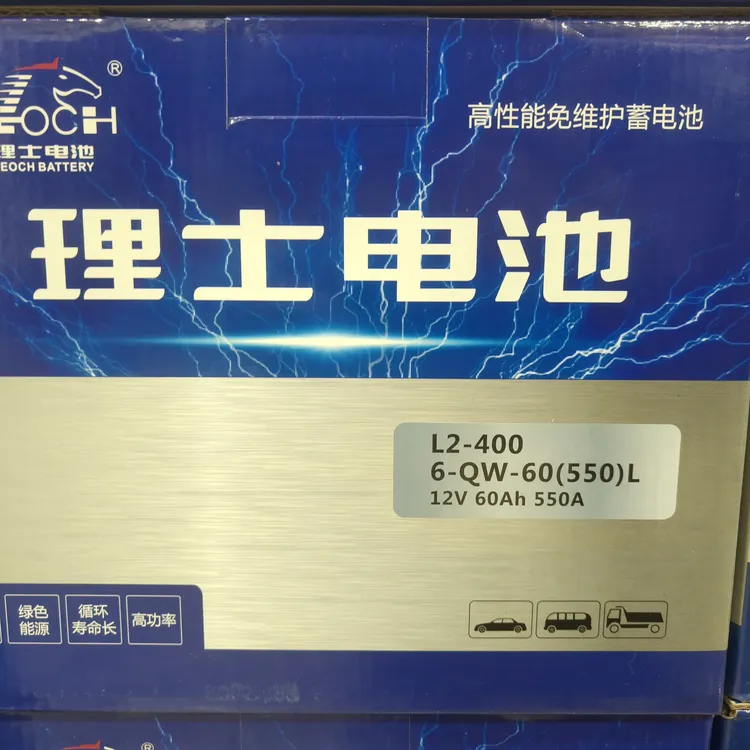 ®
EOCH
理士电池
EOCH BATTERY
高性能免维护蓄电池
理士电池
L2-400
6-QW-60(550)L
12V 60Ah 550A
绿色
能源
循环
寿命长
高功率
®